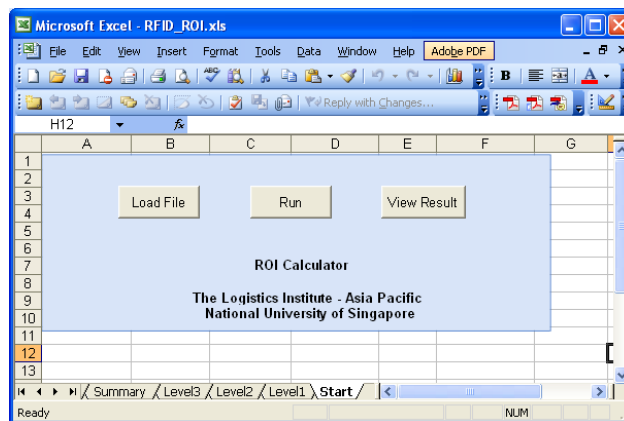 Microsoft Excel - RFID_ROI.xls
File Edit View Insert Format Tools Data Window Help Adobe PDF
B A
Reply with Changes...
H12 fx
A B C D E F G
1
2
3
4
5
6
7
8
9
10
11
12
13
Load File Run View Result
ROI Calculator
The Logistics Institute - Asia Pacific
National University of Singapore
Summary Level3 Level2 Level1 Start
Ready NUM